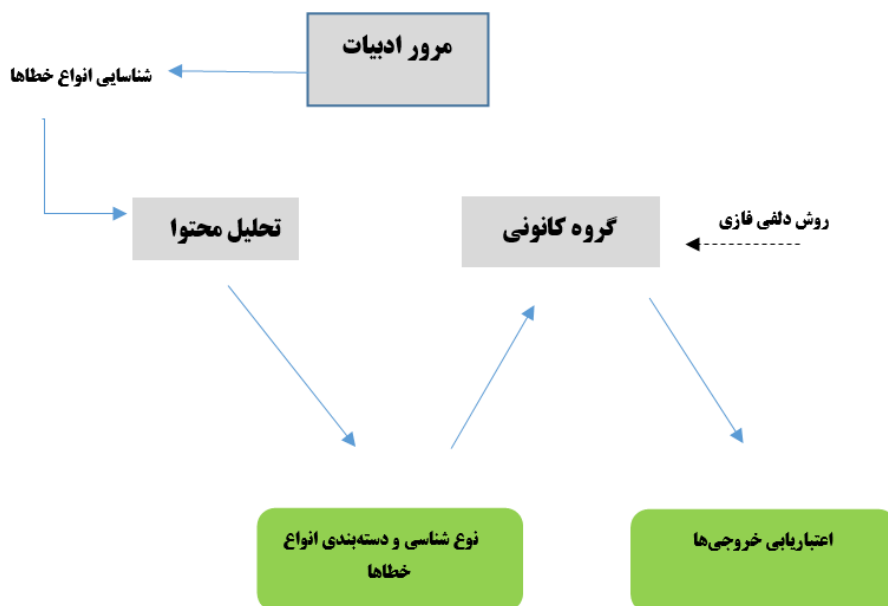 مرور ادبیات
شناسایی انواع خطاها
تحلیل محتوا
گروه کانونی
روش دلفی فازی
نوع شناسی و دسته‌بندی انواع
خطاها
اعتباریابی خروجی‌ها